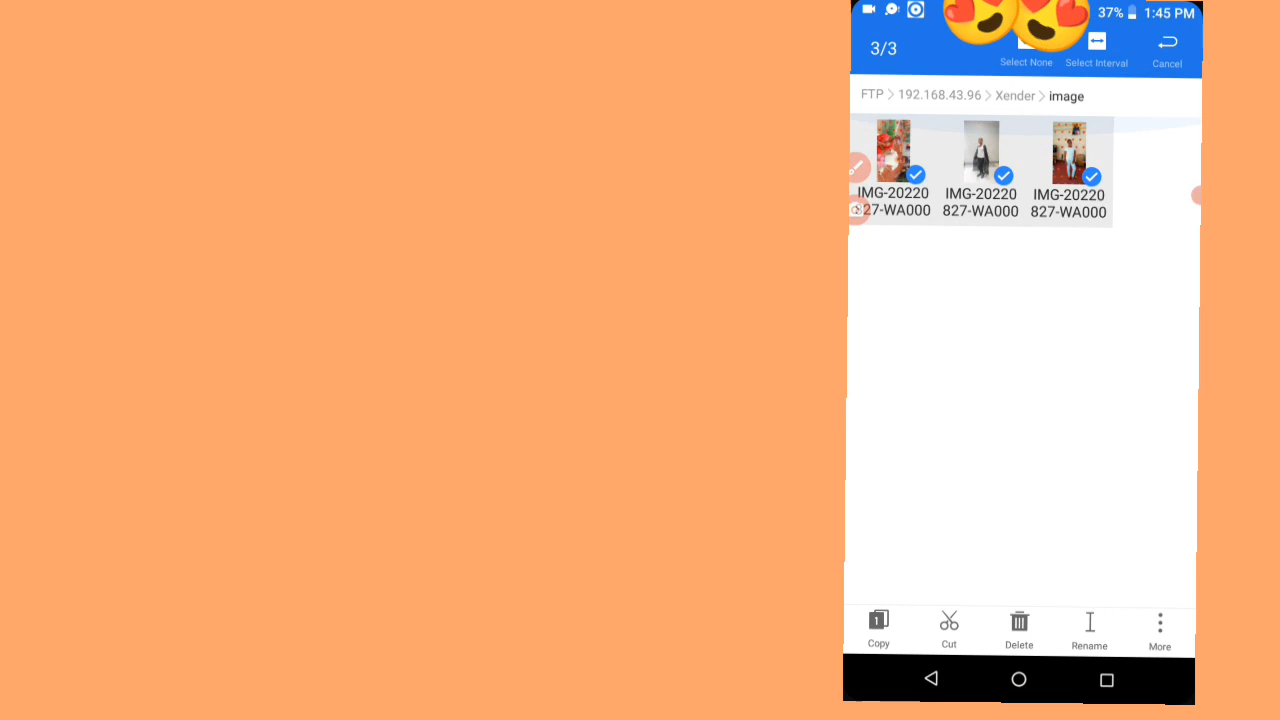 37% 1:45 PM
3/3
Select None Select Interval Cancel
FTP > 192.168.43.96 > Xender > image
IMG-20220 IMG-20220 IMG-20220
827-WA000 827-WA000 827-WA000
Copy Cut Delete Rename More